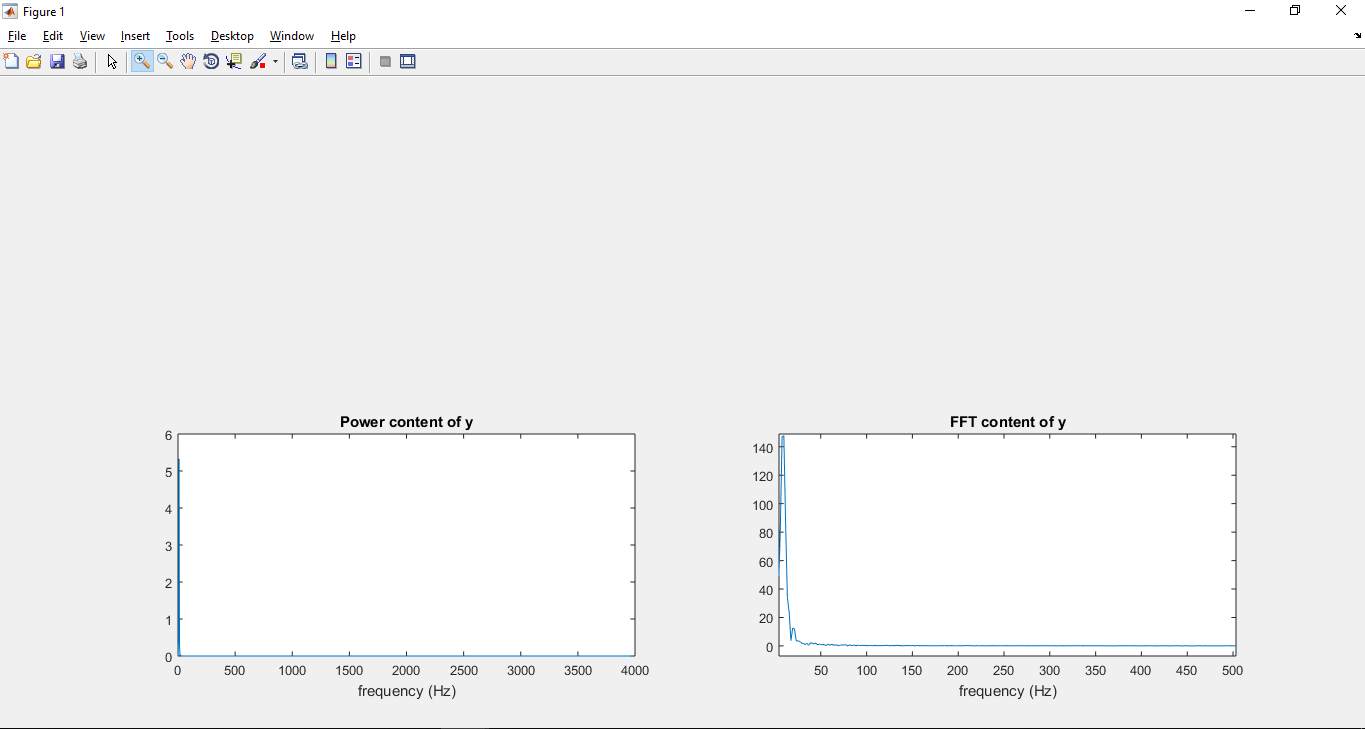 Figure 1
File Edit View Insert Tools Desktop Window Help
Power content of y
6
5
4
3
2
1
0
0 500 1000 1500 2000 2500 3000 3500 4000
frequency (Hz)
FFT content of y
140
120
100
80
60
40
20
0
50 100 150 200 250 300 350 400 450 500
frequency (Hz)